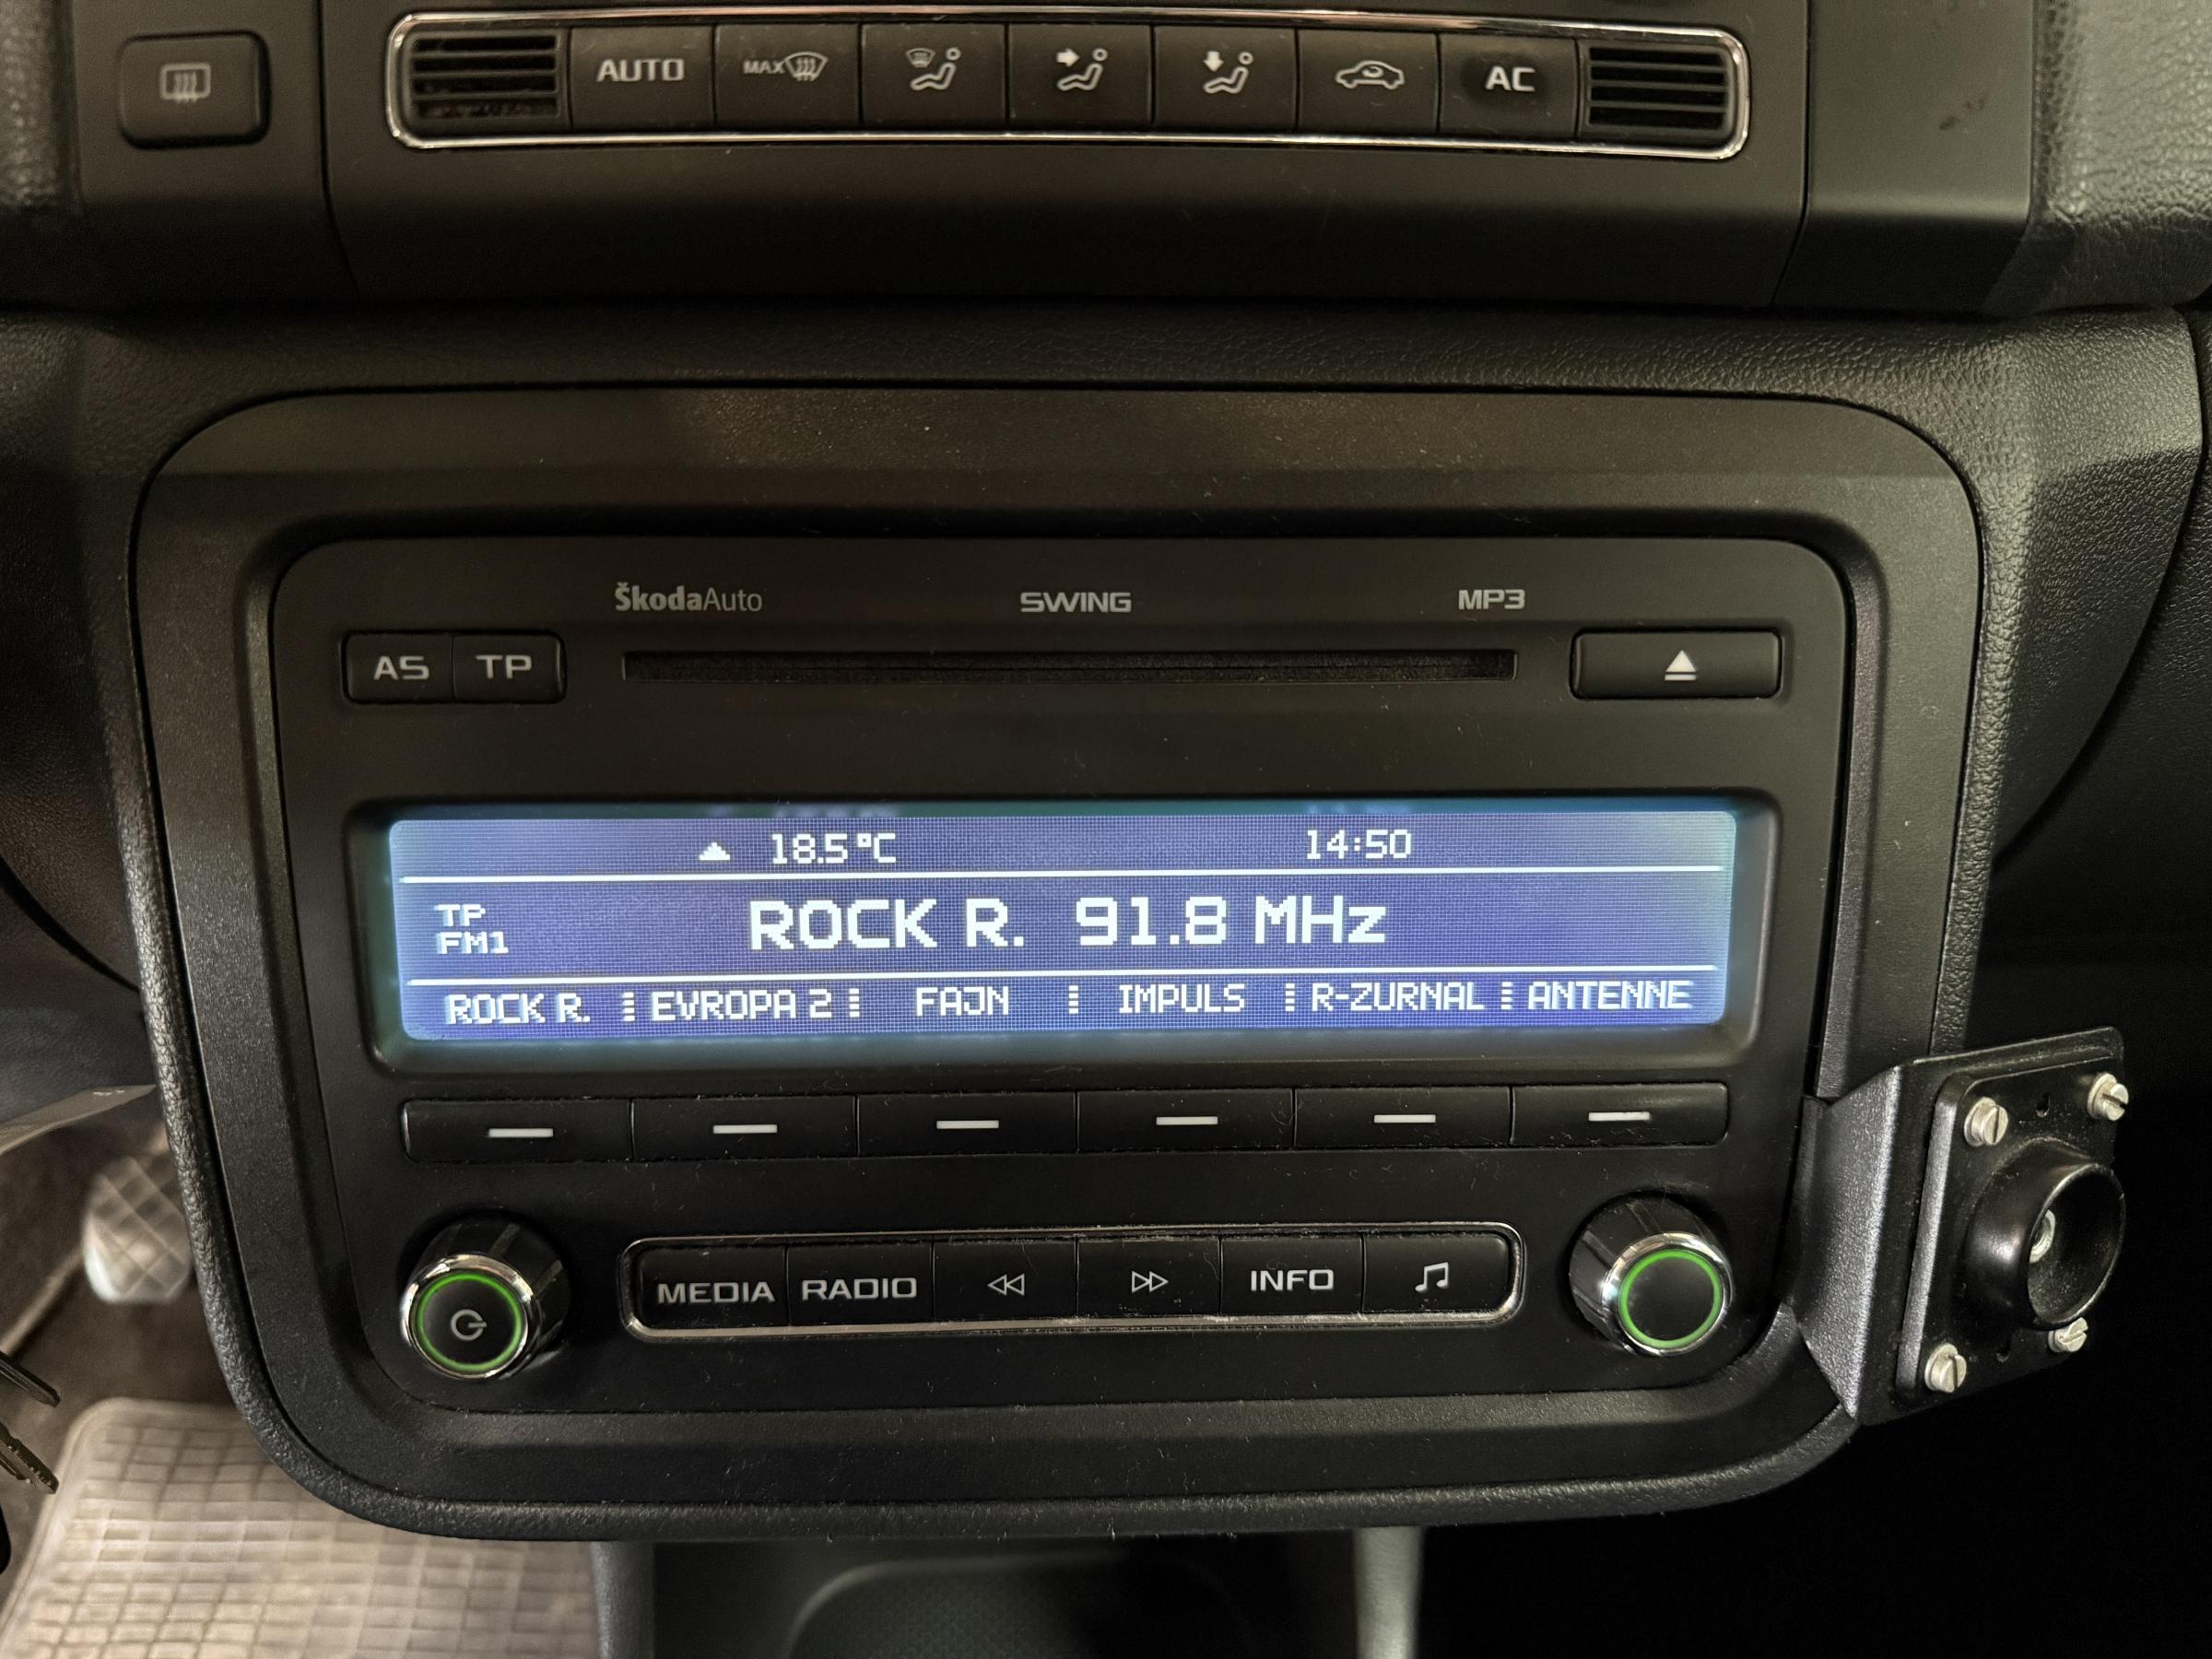 AUTO MAX AC
ŠkodaAuto SWING MP3
AS TP
18.5°C 14:50
TP
FM1
ROCK R. 91.8 MHz
ROCK R. EVROPA 2 FAJN IMPULS R-ZURNAL ANTENNE
MEDIA RADIO INFO